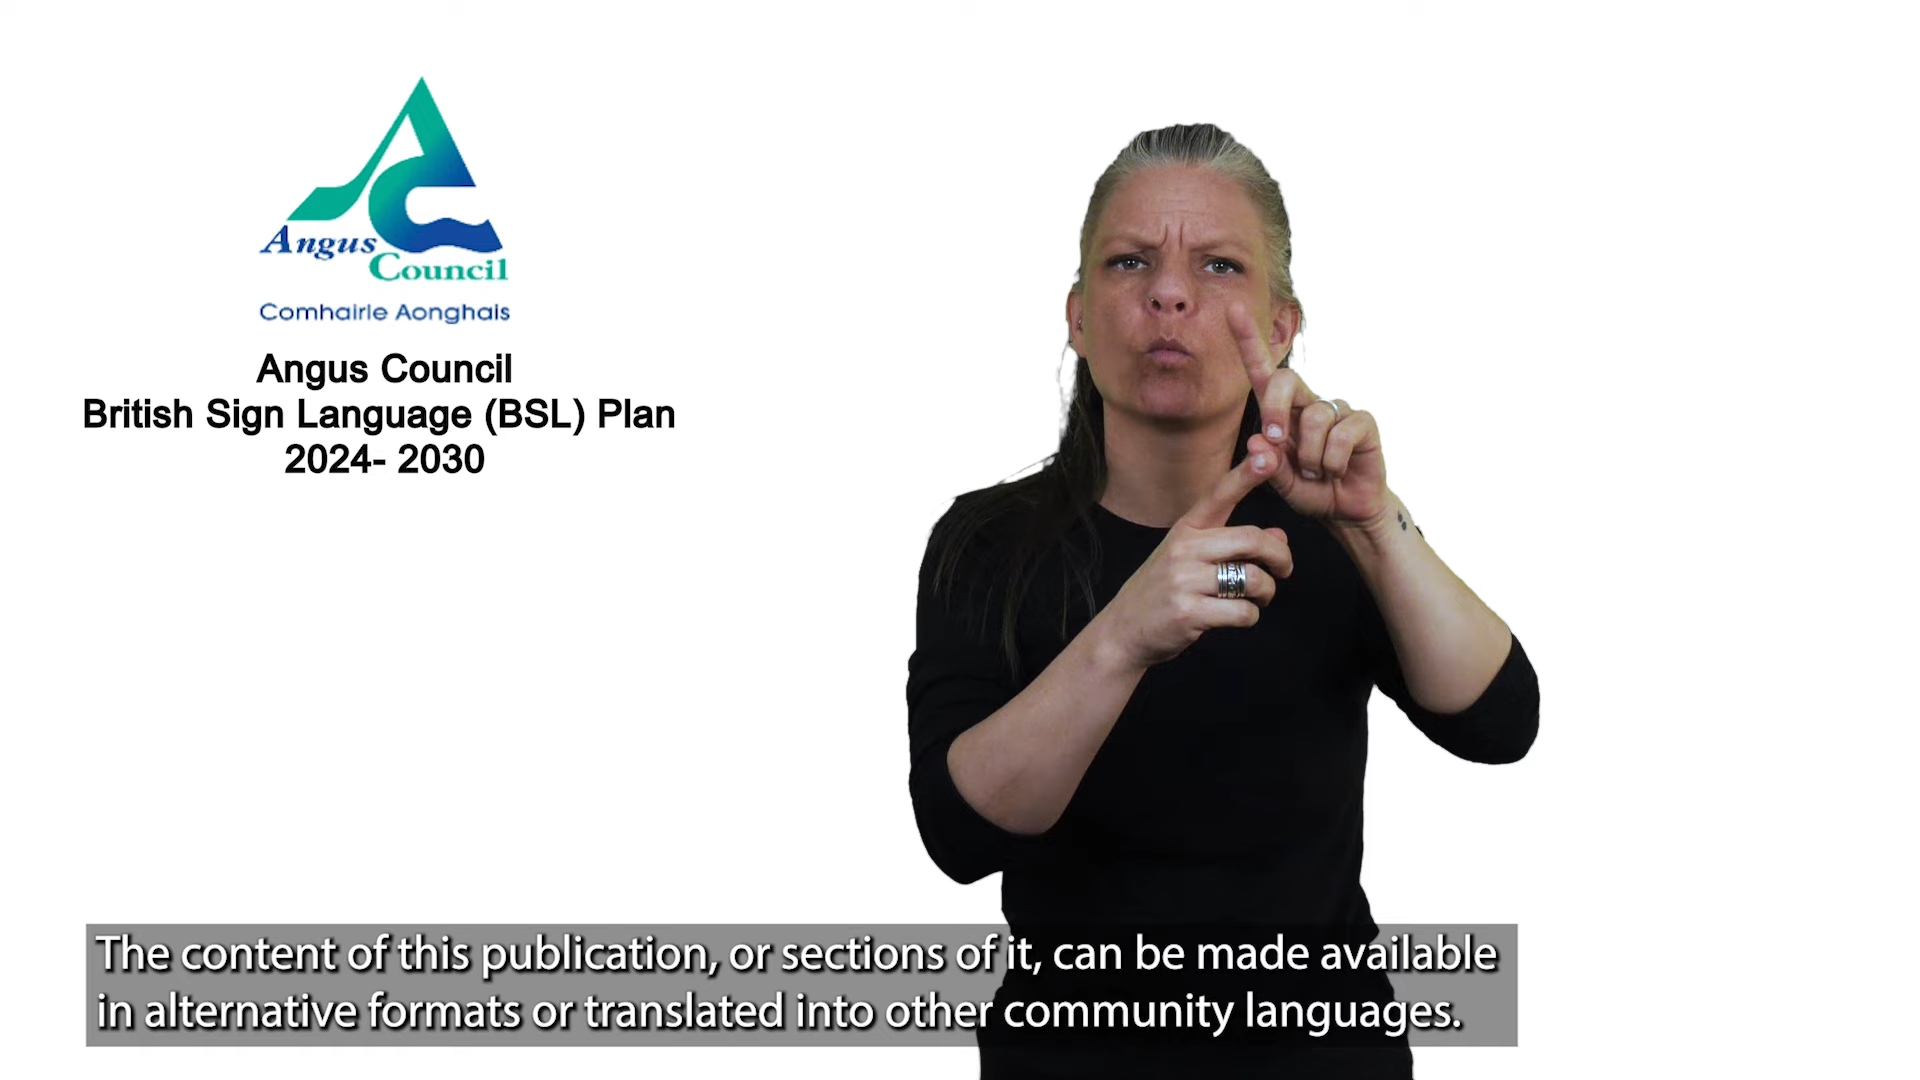 Angus
Council
Comhairle Aonghais
Angus Council
British Sign Language (BSL) Plan
2024- 2030
The content of this publication, or sections of it, can be made available
in alternative formats or translated into other community languages.